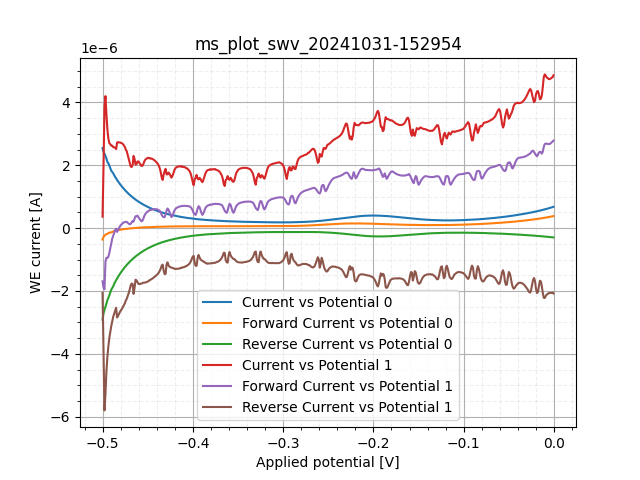 ms_plot_swv_20241031-152954
1e−6
4
2
0
−2
−4
−6
WE current [A]
Current vs Potential 0
Forward Current vs Potential 0
Reverse Current vs Potential 0
Current vs Potential 1
Forward Current vs Potential 1
Reverse Current vs Potential 1
−0.5 −0.4 −0.3 −0.2 −0.1 0.0
Applied potential [V]